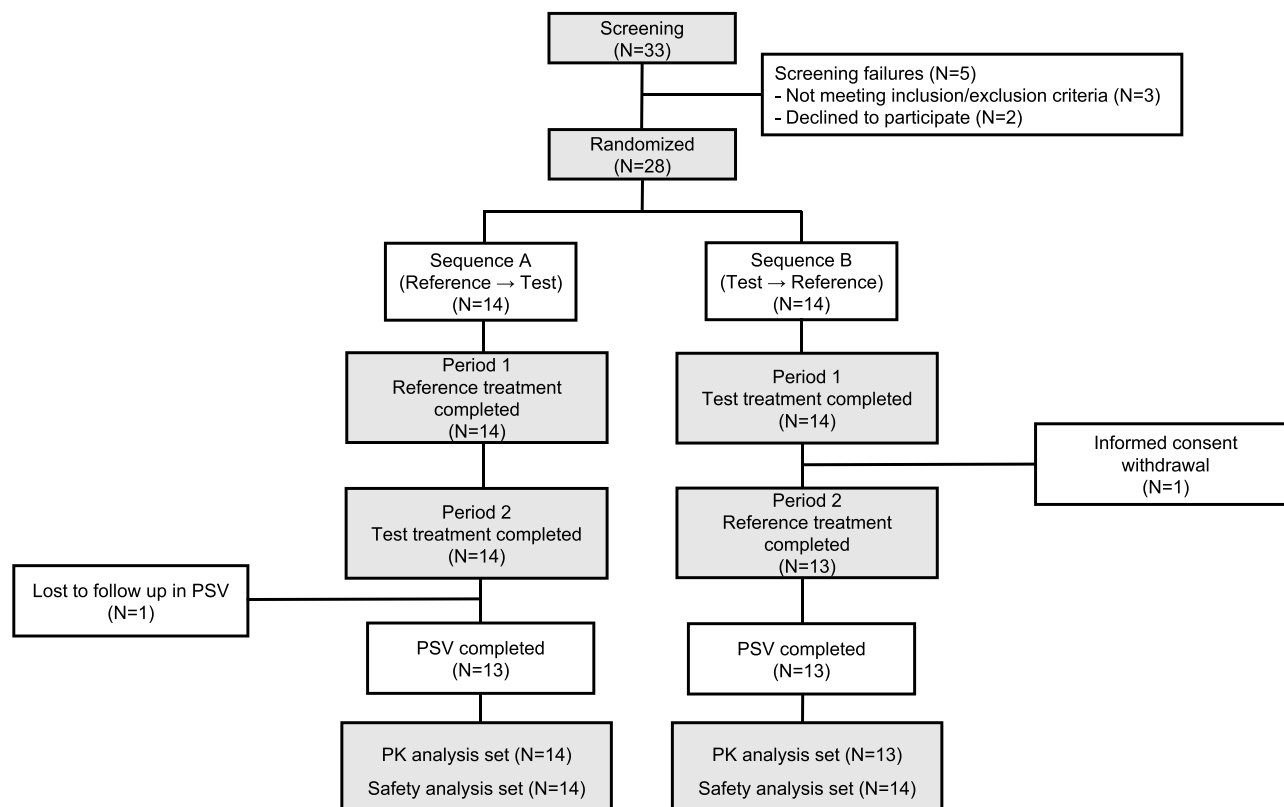 Screening
(N=33)
Screening failures (N=5)
- Not meeting inclusion/exclusion criteria (N=3)
- Declined to participate (N=2)
Randomized
(N=28)
Sequence A
(Reference → Test)
(N=14)
Sequence B
(Test → Reference)
(N=14)
Period 1
Reference treatment
completed
(N=14)
Period 1
Test treatment completed
(N=14)
Informed consent
withdrawal
(N=1)
Period 2
Test treatment completed
(N=14)
Period 2
Reference treatment
completed
(N=13)
Lost to follow up in PSV
(N=1)
PSV completed
(N=13)
PSV completed
(N=13)
PK analysis set (N=14)
Safety analysis set (N=14)
PK analysis set (N=13)
Safety analysis set (N=14)